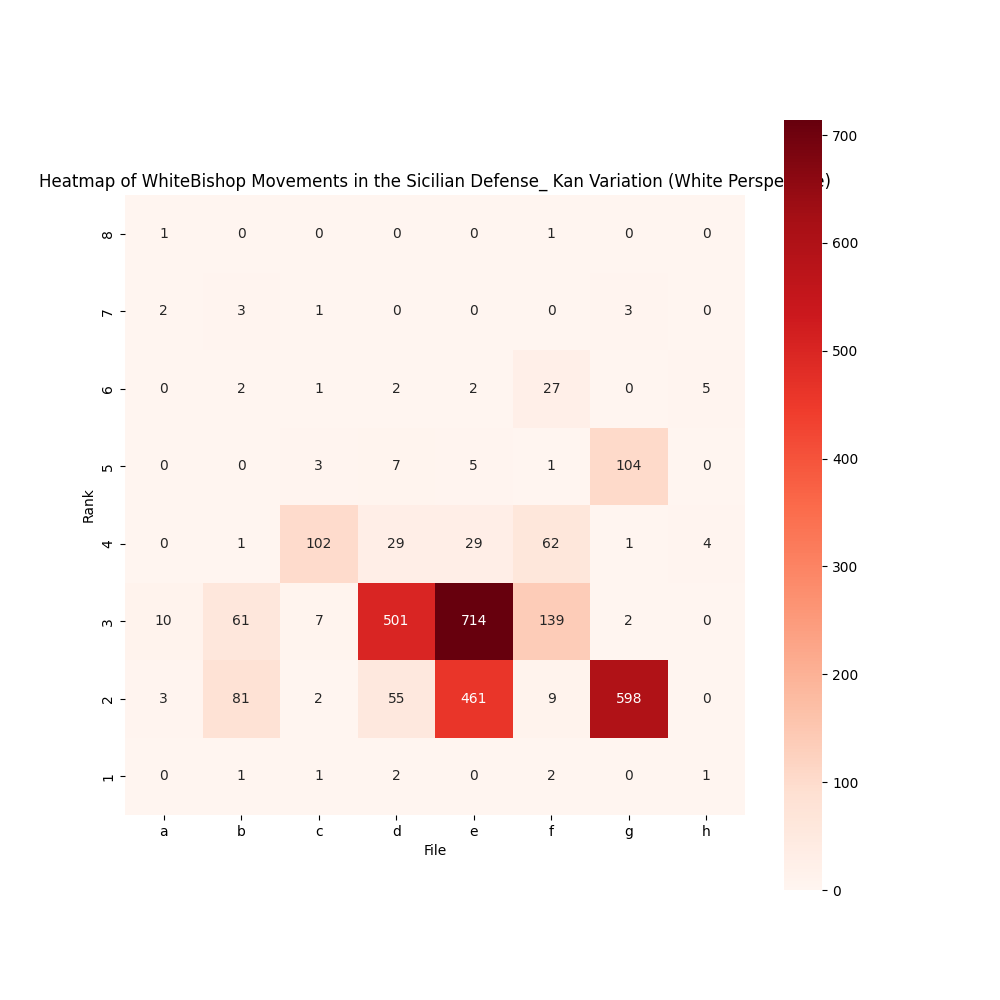 Heatmap of WhiteBishop Movements in the Sicilian Defense_ Kan Variation (White Perspe e)
8 1 0 0 0 0 1 0 0
7 2 3 1 0 0 0 3 0
6 0 2 1 2 2 27 0 5
5 0 0 3 7 5 1 104 0
4 0 1 102 29 29 62 1 4
3 10 61 7 501 714 139 2 0
2 3 81 2 55 461 9 598 0
1 0 1 1 2 0 2 0 1
a b c d e f g h
File
Rank
700
600
500
400
300
200
100
0